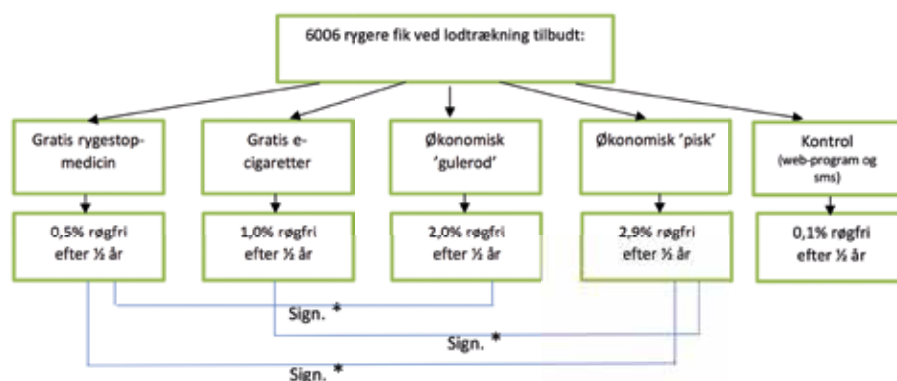 6006 rygere fik ved lodtrækning tilbudt:
Gratis rygestop-
medicin
Gratis e-
cigaretter
Økonomisk
'gulerod'
Økonomisk 'pisk'
Kontrol
(web-program og
sms)
0,5% røgfri
efter ½ år
1,0% røgfri
efter ½ år
2,0% røgfri
efter ½ år
2,9% røgfri
efter ½ år
0,1% røgfri
efter ½ år
Sign. *
Sign. *
Sign. *